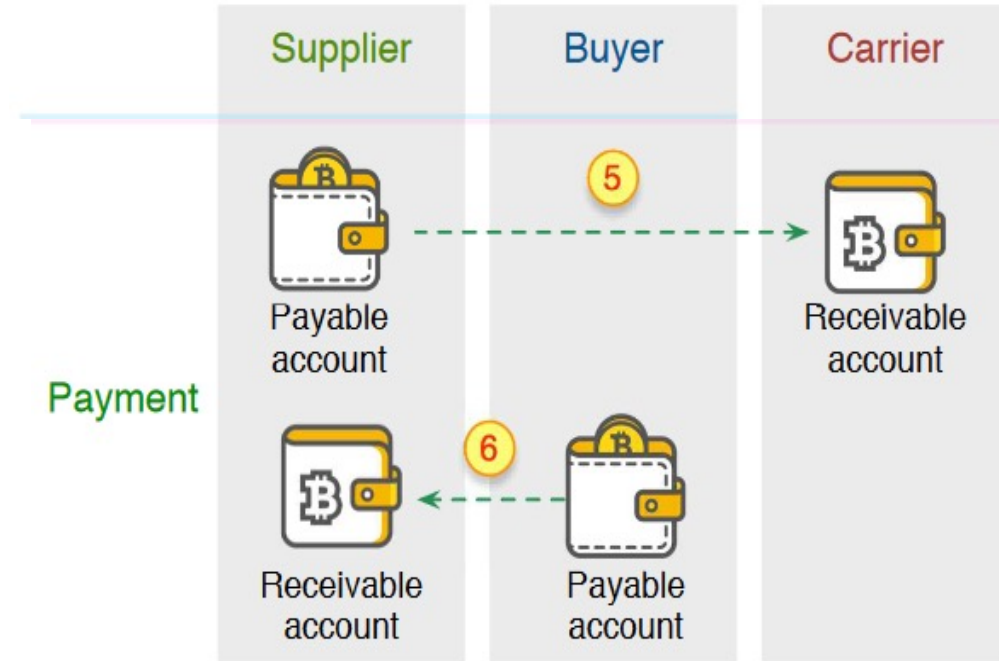 Supplier Buyer Carrier
5
Payable
account
Receivable
account
Payment
6
Receivable
account
Payable
account